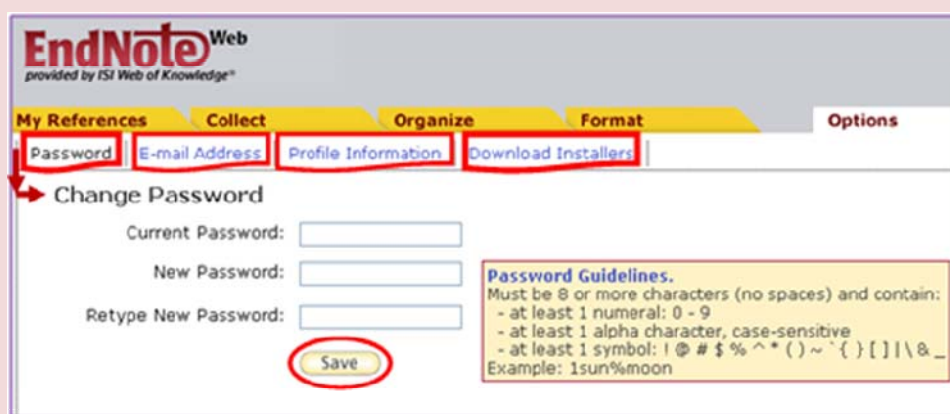 EndNote Web
provided by ISI Web of Knowledge®
My References Collect Organize Format Options
Password E-mail Address Profile Information Download Installers
Change Password
Current Password:
New Password:
Retype New Password:
Save
Password Guidelines.
Must be 8 or more characters (no spaces) and contain:
- at least 1 numeral: 0 - 9
- at least 1 alpha character, case-sensitive
- at least 1 symbol: ! @ # $ % ^ * ( ) ~ ` { } [ ] | \ & _
Example: 1sun%moon